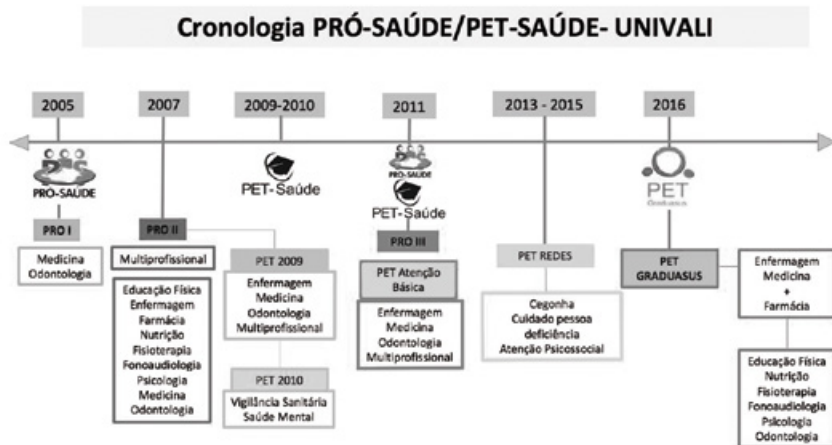 Cronologia PRÓ-SAÚDE/PET-SAÚDE- UNIVALI
2005
2007
2009-2010
2011
2013 - 2015
2016
PRÓ-SAÚDE
PRO I
Medicina
Odontologia
PRO II
Multiprofissional
Educação Física
Enfermagem
Farmácia
Nutrição
Fisioterapia
Fonoaudiologia
Psicologia
Medicina
Odontologia
PET-Saúde
PET 2009
Enfermagem
Medicina
Odontologia
Multiprofissional
PET 2010
Vigilância Sanitária
Saúde Mental
PRÓ-SAÚDE
PET-Saúde
PRO III
PET Atenção
Básica
Enfermagem
Medicina
Odontologia
Multiprofissional
PET REDES
Cegonha
Cuidado pessoa
deficiência
Atenção Psicossocial
PET
Graduasus
PET
GRADUASUS
Enfermagem
Medicina
+
Farmácia
Educação Física
Nutrição
Fisioterapia
Fonoaudiologia
Psicologia
Odontologia